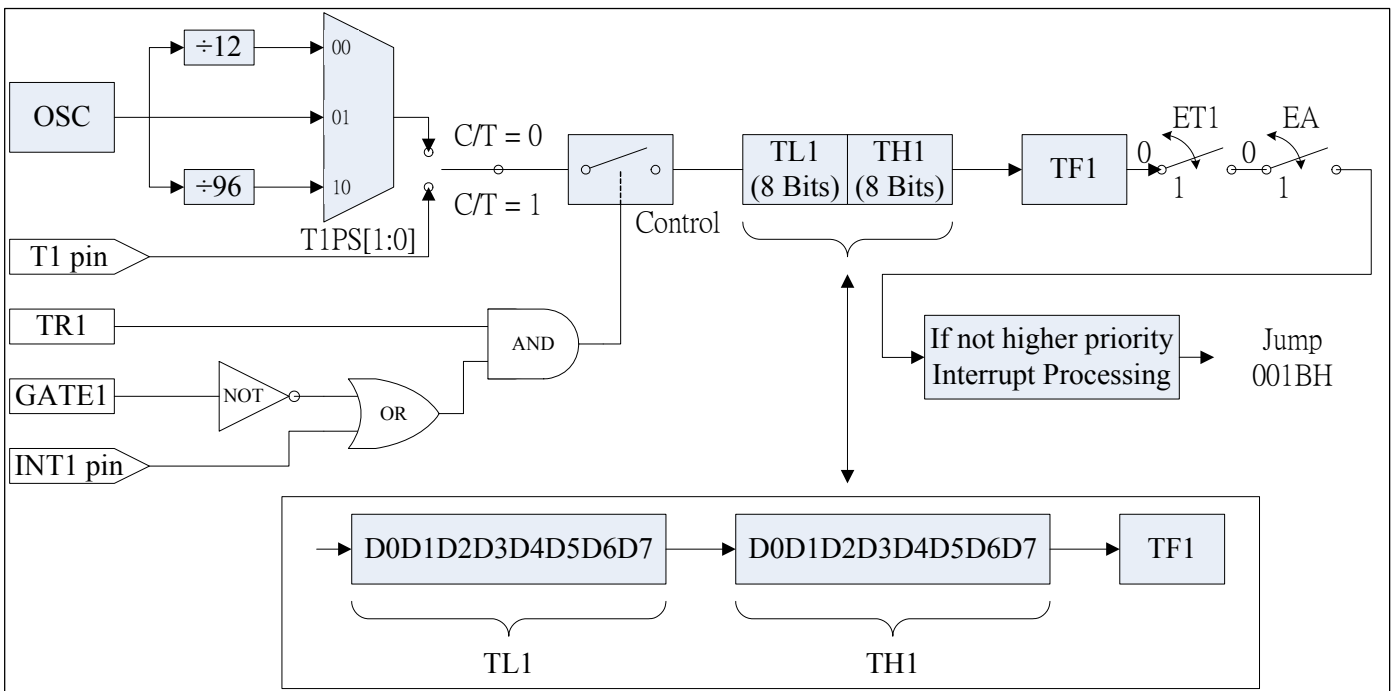 ÷12
00
OSC
01
÷96
10
T1PS[1:0]
C/T = 0
C/T = 1
T1 pin
TR1
GATE1
INT1 pin
NOT
OR
AND
Control
TL1
(8 Bits)
TH1
(8 Bits)
TF1
ET1
0
1
EA
0
1
If not higher priority
Interrupt Processing
Jump
001BH
D0D1D2D3D4D5D6D7
D0D1D2D3D4D5D6D7
TF1
TL1
TH1